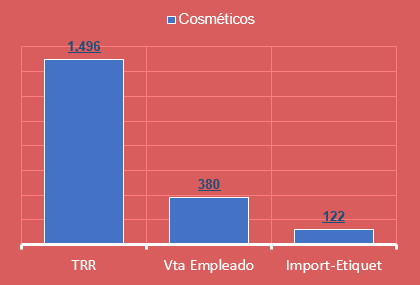 Cosméticos
1,496
380
122
TRR
Vta Empleado
Import-Etiquet